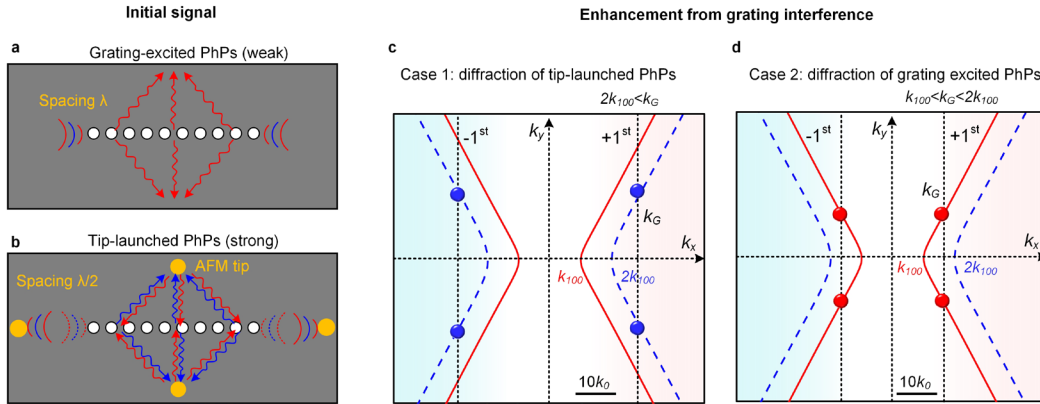 Initial signal
Enhancement from grating interference
a
Grating-excited PhPs (weak)
Spacing λ
b
Tip-launched PhPs (strong)
Spacing λ/2
AFM tip
c
Case 1: diffraction of tip-launched PhPs
2k100<kG
-1st
ky
+1st
kG
kx
k100
2k100
10k0
d
Case 2: diffraction of grating excited PhPs
k100<kG<2k100
-1st
ky
+1st
kG
kx
k100
2k100
10k0